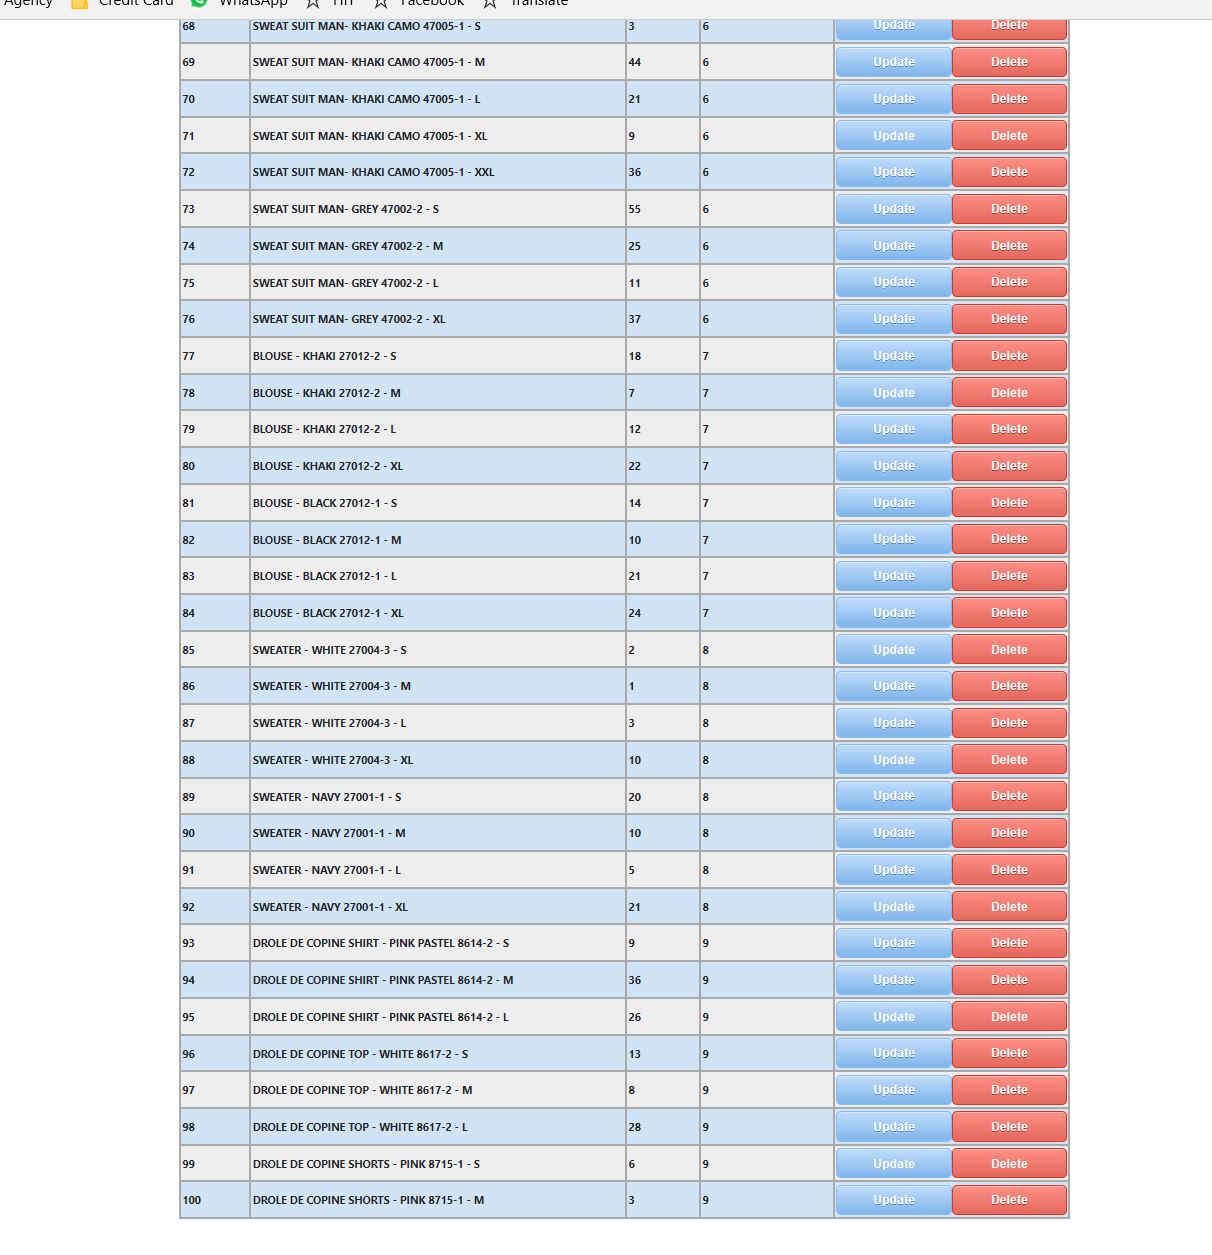 Agency Credit Card WhatsApp Facebook Translate
68 SWEAT SUIT MAN- KHAKI CAMO 47005-1 - S 3 6 Update Delete
69 SWEAT SUIT MAN- KHAKI CAMO 47005-1 - M 44 6 Update Delete
70 SWEAT SUIT MAN- KHAKI CAMO 47005-1 - L 21 6 Update Delete
71 SWEAT SUIT MAN- KHAKI CAMO 47005-1 - XL 9 6 Update Delete
72 SWEAT SUIT MAN- KHAKI CAMO 47005-1 - XXL 36 6 Update Delete
73 SWEAT SUIT MAN- GREY 47002-2 - S 55 6 Update Delete
74 SWEAT SUIT MAN- GREY 47002-2 - M 25 6 Update Delete
75 SWEAT SUIT MAN- GREY 47002-2 - L 11 6 Update Delete
76 SWEAT SUIT MAN- GREY 47002-2 - XL 37 6 Update Delete
77 BLOUSE - KHAKI 27012-2 - S 18 7 Update Delete
78 BLOUSE - KHAKI 27012-2 - M 7 7 Update Delete
79 BLOUSE - KHAKI 27012-2 - L 12 7 Update Delete
80 BLOUSE - KHAKI 27012-2 - XL 22 7 Update Delete
81 BLOUSE - BLACK 27012-1 - S 14 7 Update Delete
82 BLOUSE - BLACK 27012-1 - M 10 7 Update Delete
83 BLOUSE - BLACK 27012-1 - L 21 7 Update Delete
84 BLOUSE - BLACK 27012-1 - XL 24 7 Update Delete
85 SWEATER - WHITE 27004-3 - S 2 8 Update Delete
86 SWEATER - WHITE 27004-3 - M 1 8 Update Delete
87 SWEATER - WHITE 27004-3 - L 3 8 Update Delete
88 SWEATER - WHITE 27004-3 - XL 10 8 Update Delete
89 SWEATER - NAVY 27001-1 - S 20 8 Update Delete
90 SWEATER - NAVY 27001-1 - M 10 8 Update Delete
91 SWEATER - NAVY 27001-1 - L 5 8 Update Delete
92 SWEATER - NAVY 27001-1 - XL 21 8 Update Delete
93 DROLE DE COPINE SHIRT - PINK PASTEL 8614-2 - S 9 9 Update Delete
94 DROLE DE COPINE SHIRT - PINK PASTEL 8614-2 - M 36 9 Update Delete
95 DROLE DE COPINE SHIRT - PINK PASTEL 8614-2 - L 26 9 Update Delete
96 DROLE DE COPINE TOP - WHITE 8617-2 - S 13 9 Update Delete
97 DROLE DE COPINE TOP - WHITE 8617-2 - M 8 9 Update Delete
98 DROLE DE COPINE TOP - WHITE 8617-2 - L 28 9 Update Delete
99 DROLE DE COPINE SHORTS - PINK 8715-1 - S 6 9 Update Delete
100 DROLE DE COPINE SHORTS - PINK 8715-1 - M 3 9 Update Delete